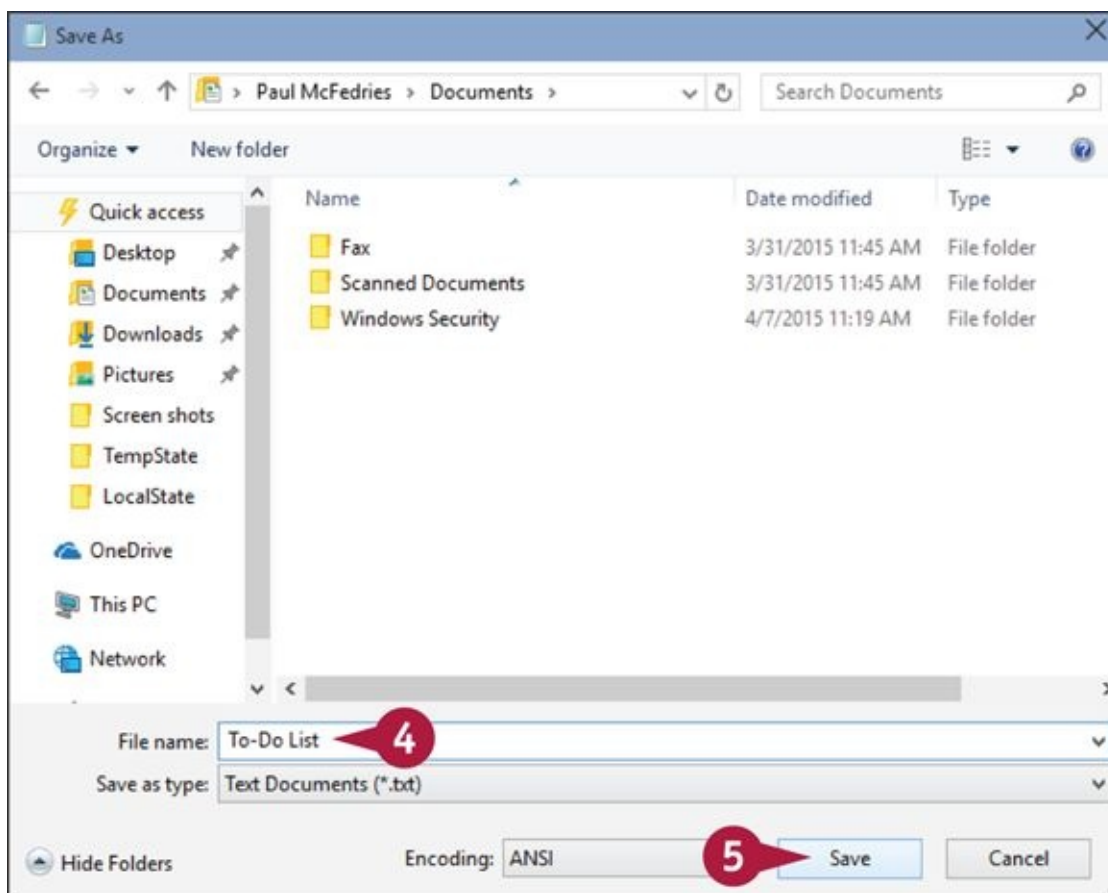 Save As
Paul McFedries > Documents >
Search Documents
Organize
New folder
Name
Date modified
Type
Quick access
Desktop
Documents
Downloads
Pictures
Screen shots
TempState
LocalState
OneDrive
This PC
Network
Fax 3/31/2015 11:45 AM File folder
Scanned Documents 3/31/2015 11:45 AM File folder
Windows Security 4/7/2015 11:19 AM File folder
File name: To-Do List 4
Save as type: Text Documents (*.txt)
Hide Folders
Encoding: ANSI
5 Save
Cancel